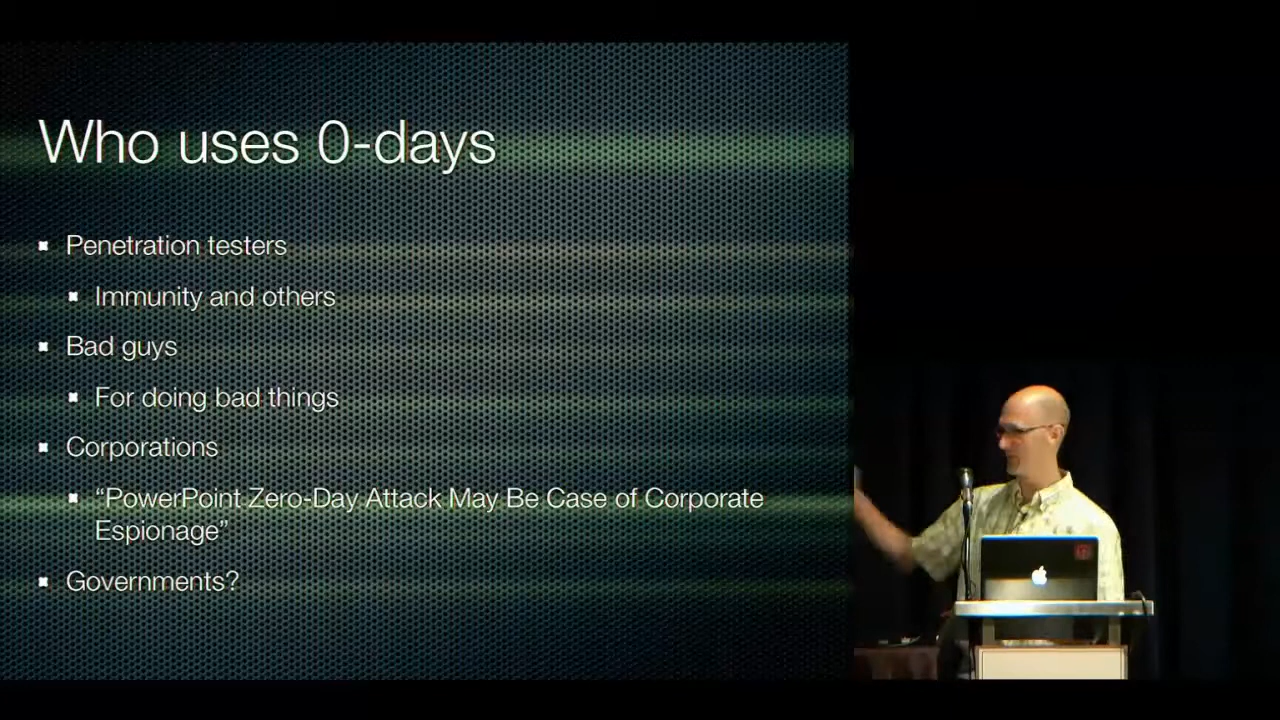 Who uses 0-days
Penetration testers
Immunity and others
Bad guys
For doing bad things
Corporations
“PowerPoint Zero-Day Attack May Be Case of Corporate
Espionage”
Governments?